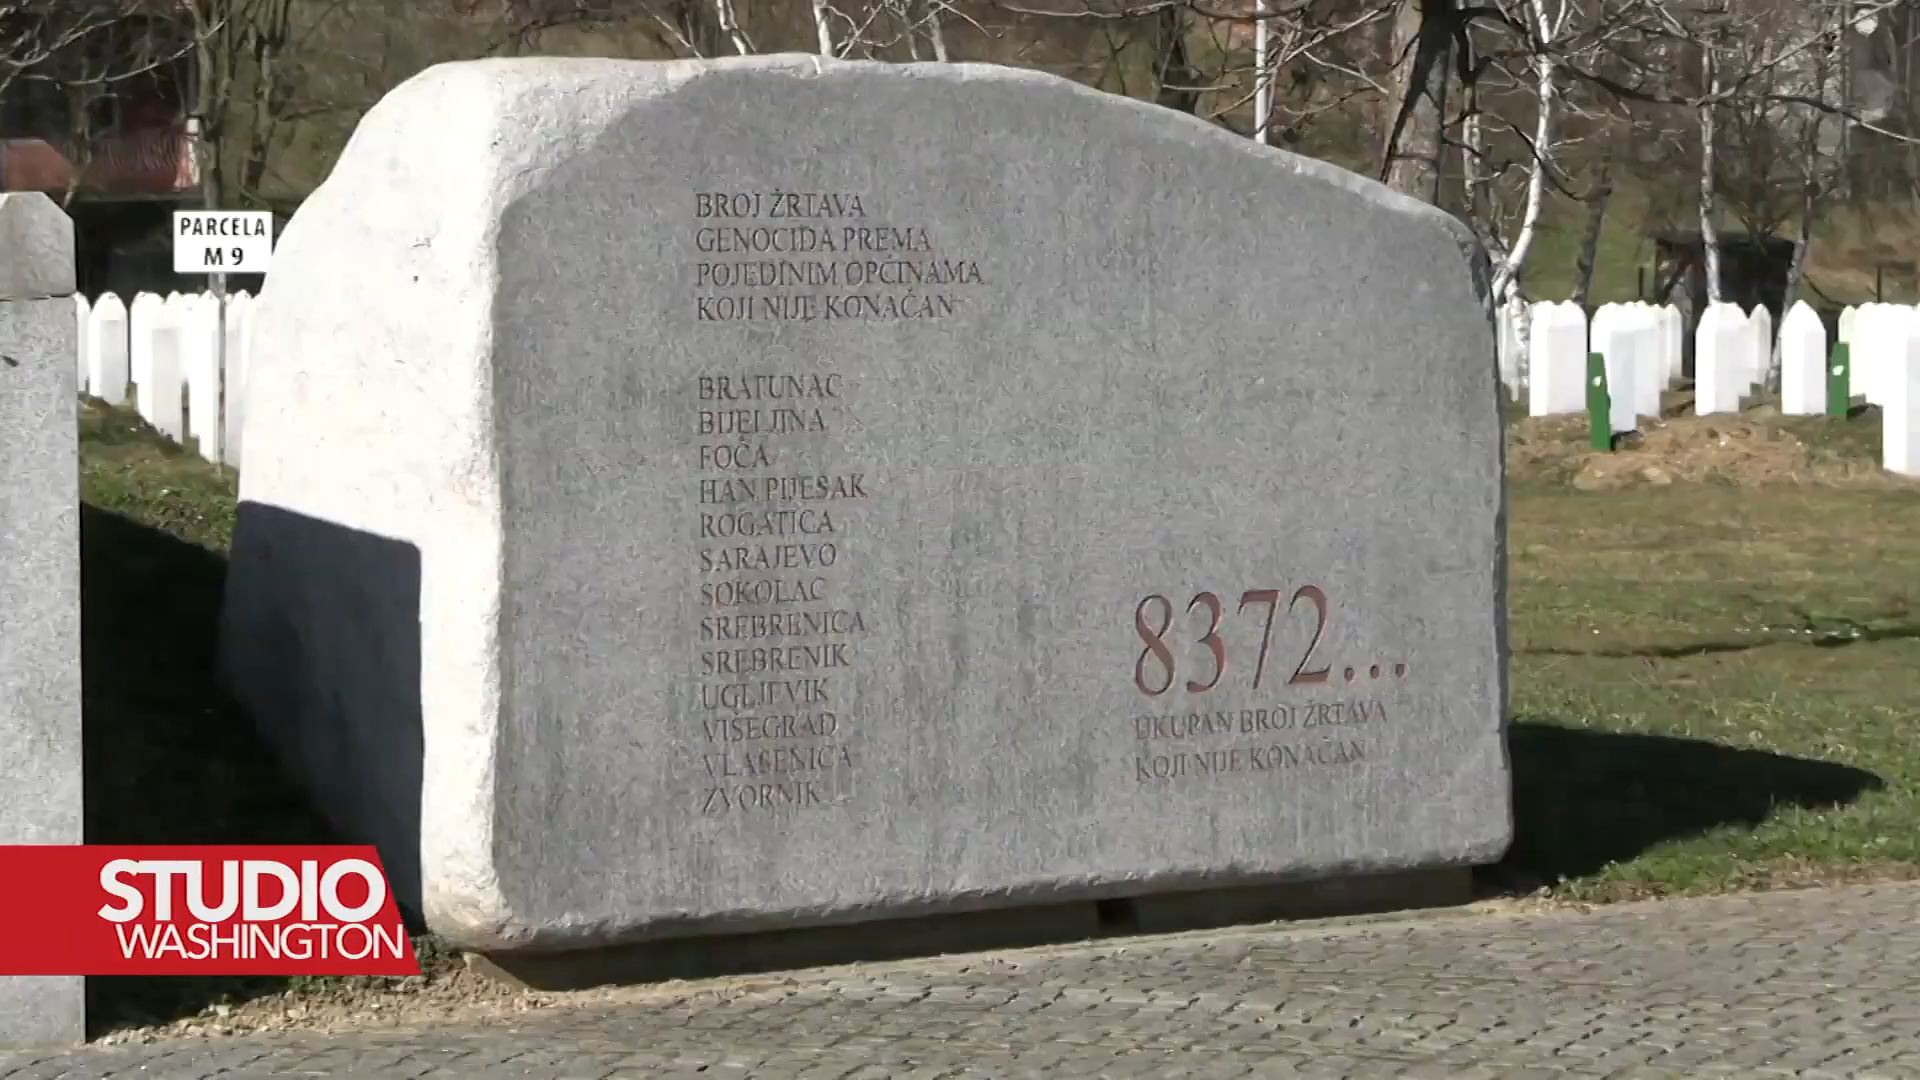 PARCELA
M 9
BROJ ŽRTAVA
GENOCIDA PREMA
POJEDINIM OPĆINAMA
KOJI NIJE KONAČAN
BRATUNAC
BIJELJINA
FOČA
HAN PIJESAK
ROGATICA
SARAJEVO
SOKOLAC
SREBRENICA
SREBRENIK
UGLJEVIK
VIŠEGRAD
VLASENICA
ZVORNIK
8372...
UKUPAN BROJ ŽRTAVA
KOJI NIJE KONAČAN
STUDIO
WASHINGTON